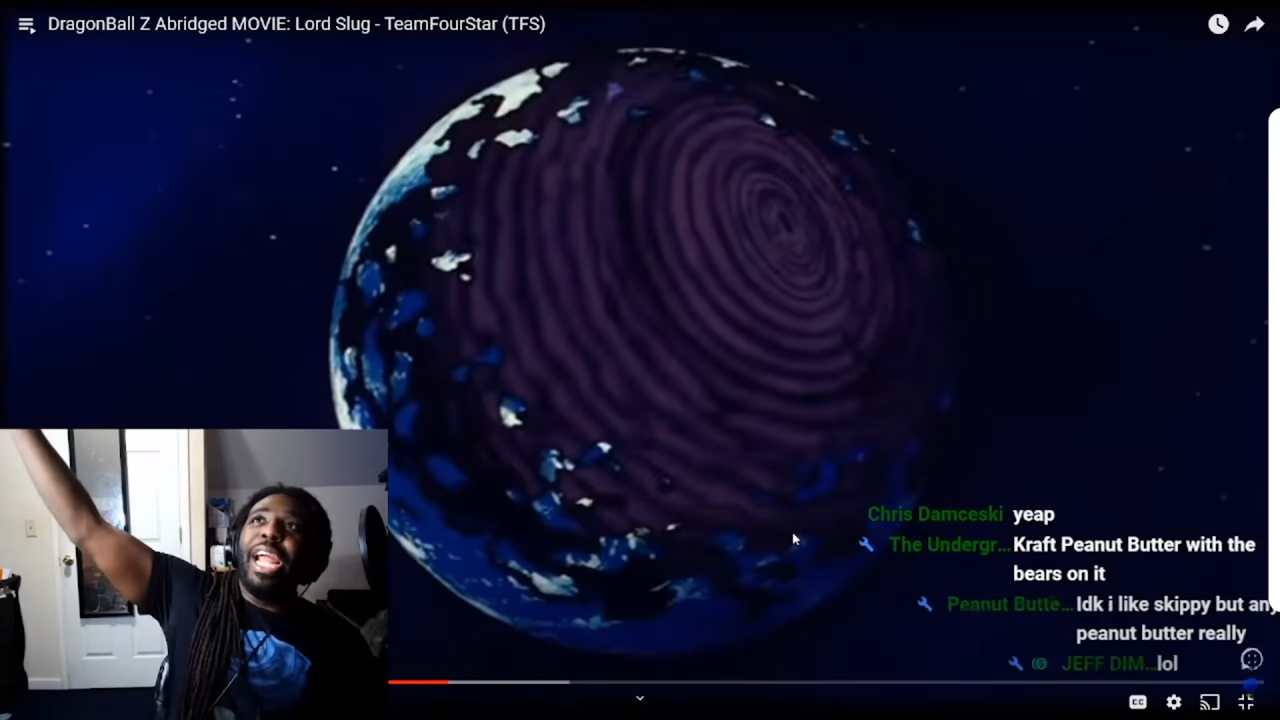 DragonBall Z Abridged MOVIE: Lord Slug - TeamFourStar (TFS)
Chris Damceski yeap
The Undergr... Kraft Peanut Butter with the
bears on it
Peanut Butte... Idk i like skippy but any
peanut butter really
JEFF DIM... lol
CC